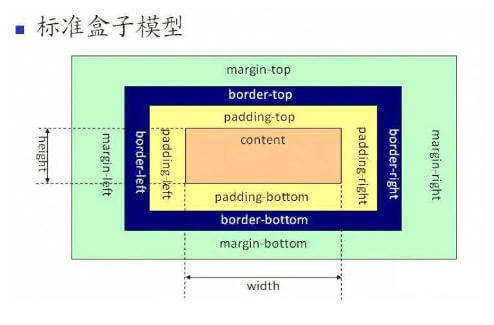 标准盒子模型
margin-top
border-top
padding-top
content
height
margin-left
border-left
padding-left
padding-right
border-right
margin-right
padding-bottom
border-bottom
margin-bottom
width